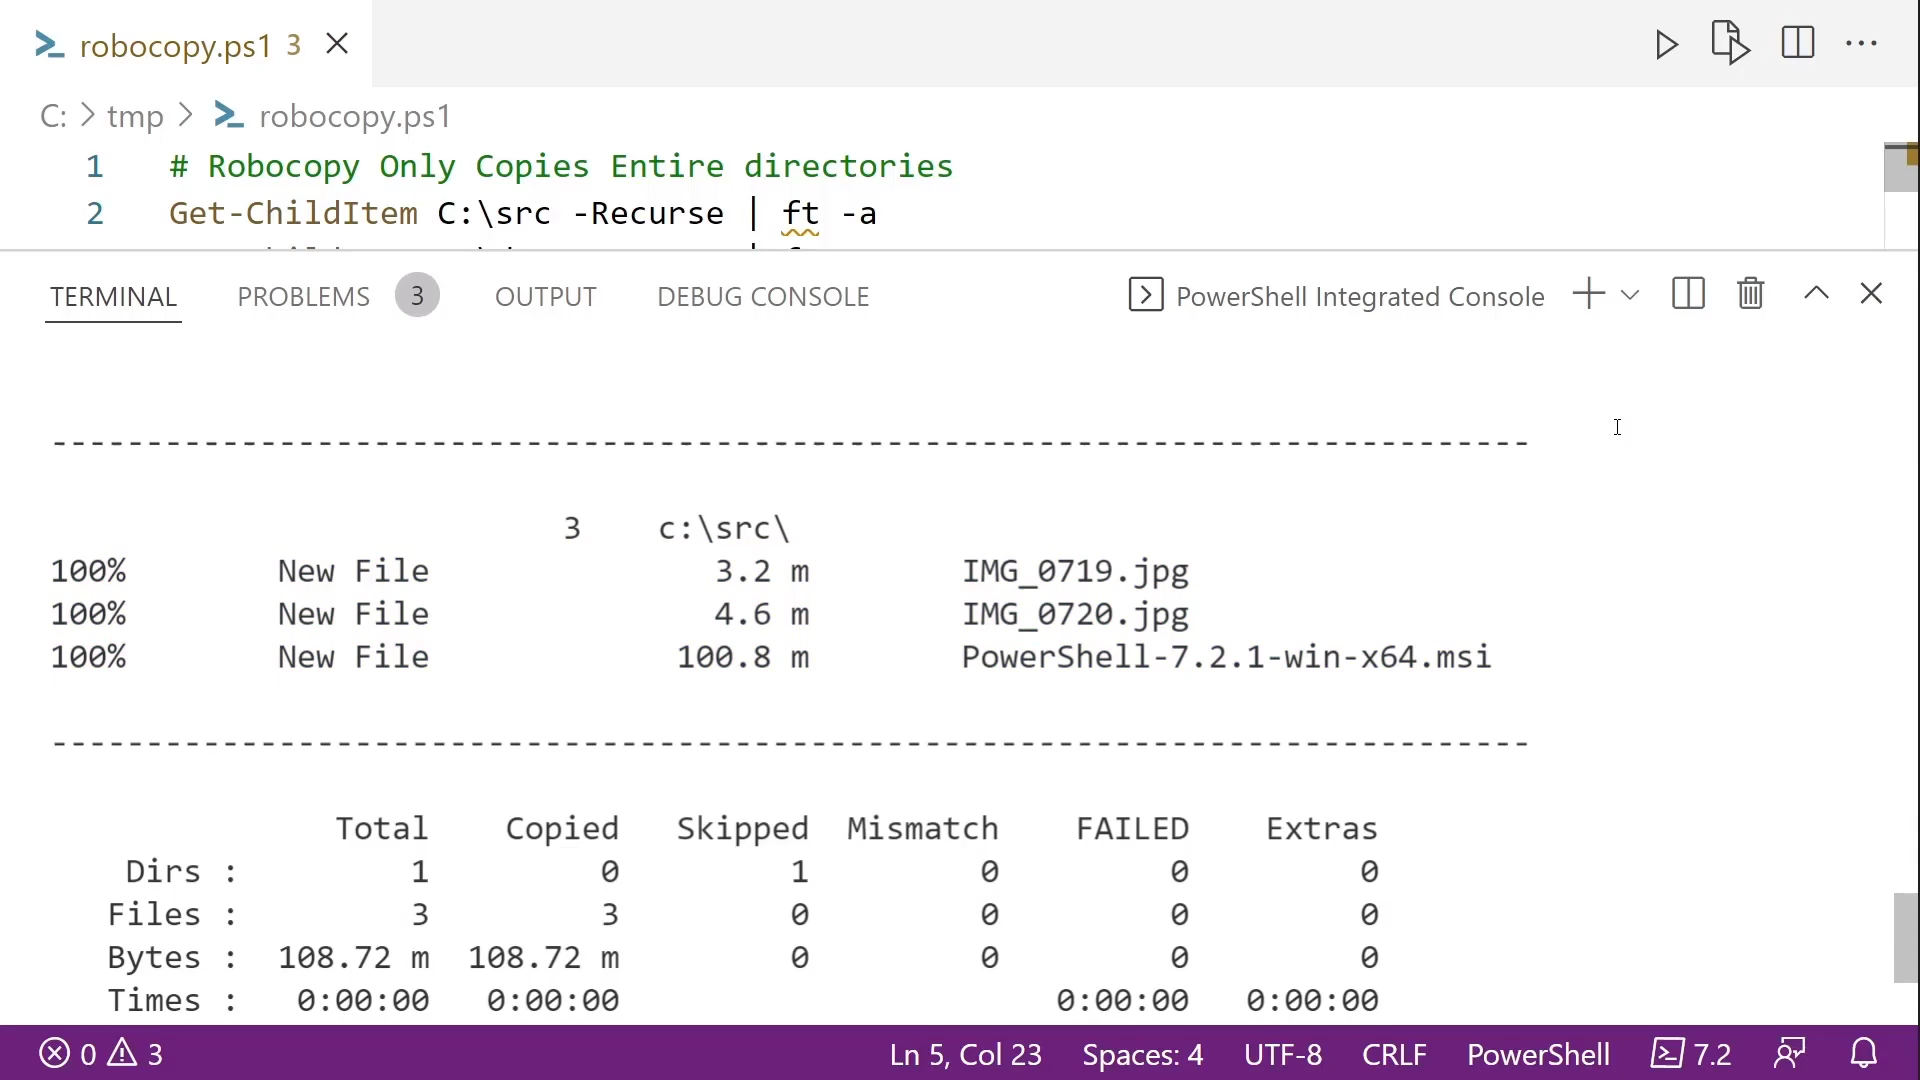 robocopy.ps1 3
C: > tmp > robocopy.ps1
1 # Robocopy Only Copies Entire directories
2 Get-ChildItem C:\src -Recurse | ft -a
TERMINAL PROBLEMS 3 OUTPUT DEBUG CONSOLE PowerShell Integrated Console
-------------------------------------------------------------------------------
3 c:\src\
100% New File 3.2 m IMG_0719.jpg
100% New File 4.6 m IMG_0720.jpg
100% New File 100.8 m PowerShell-7.2.1-win-x64.msi
-------------------------------------------------------------------------------
Total Copied Skipped Mismatch FAILED Extras
Dirs : 1 0 1 0 0 0
Files : 3 3 0 0 0 0
Bytes : 108.72 m 108.72 m 0 0 0 0
Times : 0:00:00 0:00:00 0:00:00 0:00:00
0 3 Ln 5, Col 23 Spaces: 4 UTF-8 CRLF PowerShell 7.2